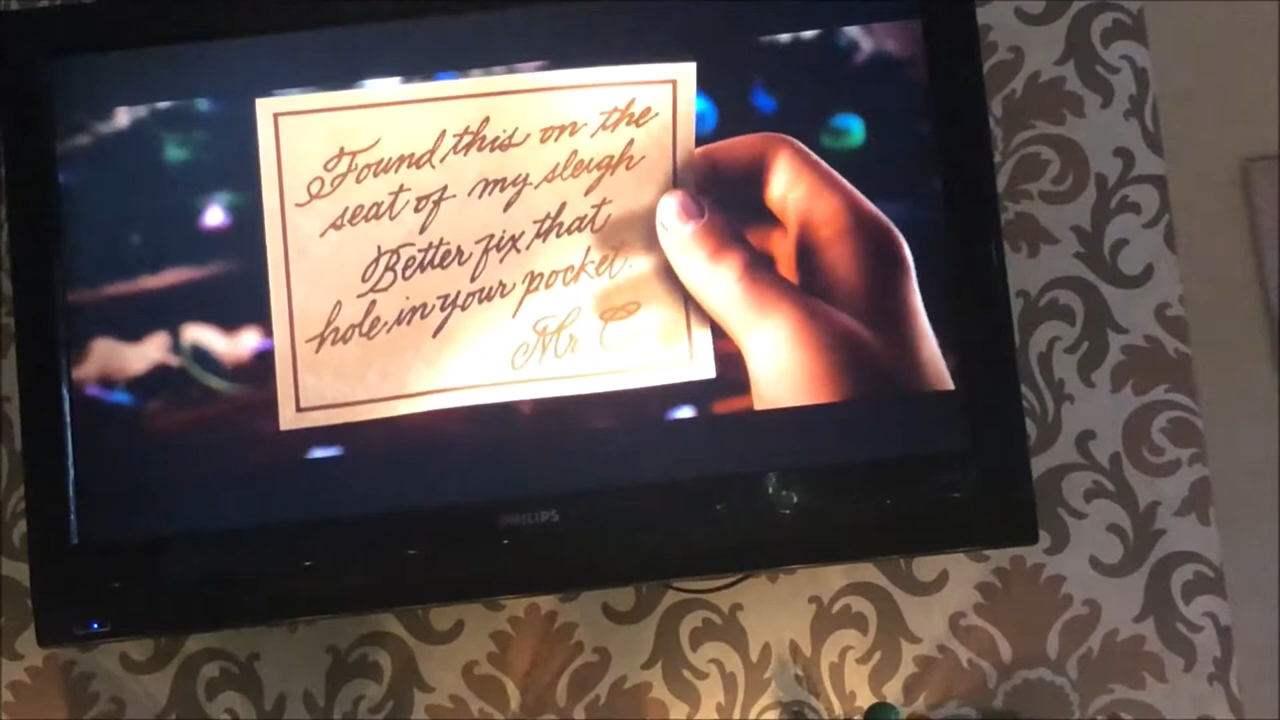 Found this on the
seat of my sleigh
Better fix that
hole in your pocket.
Mr C
PHILIPS